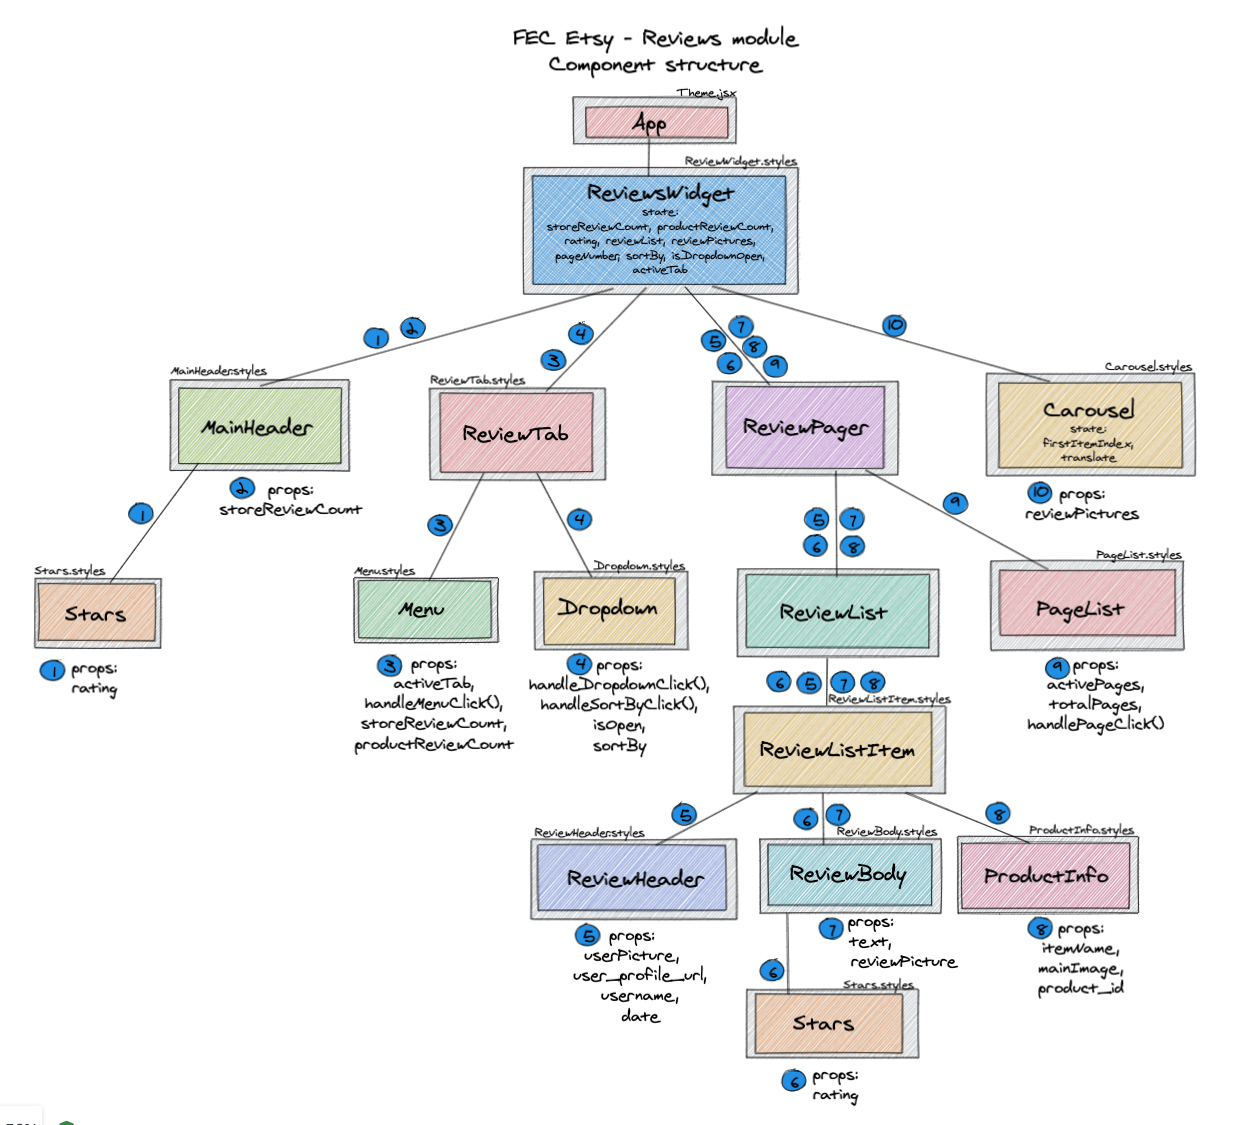 FEC Etsy - Reviews module
Component structure
Theme.jsx
App
ReviewWidget.styles
ReviewsWidget
state:
storeReviewCount, productReviewCount,
rating, reviewList, reviewPictures,
pageNumber, sortBy, isDropdownOpen,
activeTab
1
2
3
4
5
6
7
8
9
10
MainHeader.styles
MainHeader
2 props:
storeReviewCount
ReviewTab.styles
ReviewTab
ReviewPager
Carousel.styles
Carousel
state:
firstItemIndex,
translate
10 props:
reviewPictures
1
3
4
5
7
6
8
9
Stars.styles
Stars
1 props:
rating
Menu.styles
Menu
3 props:
activeTab,
handleMenuClick(),
storeReviewCount,
productReviewCount
Dropdown.styles
Dropdown
4 props:
handleDropdownClick(),
handleSortByClick(),
isOpen,
sortBy
ReviewList
PageList.styles
PageList
9 props:
activePages,
totalPages,
handlePageClick()
6 5 7 8
ReviewListItem.styles
ReviewListItem
5
6
7
8
ReviewHeader.styles
ReviewHeader
5 props:
userPicture,
user_profile_url,
username,
date
ReviewBody.styles
ReviewBody
7 props:
text,
reviewPicture
ProductInfo.styles
ProductInfo
8 props:
itemName,
mainImage,
product_id
6
Stars.styles
Stars
6 props:
rating